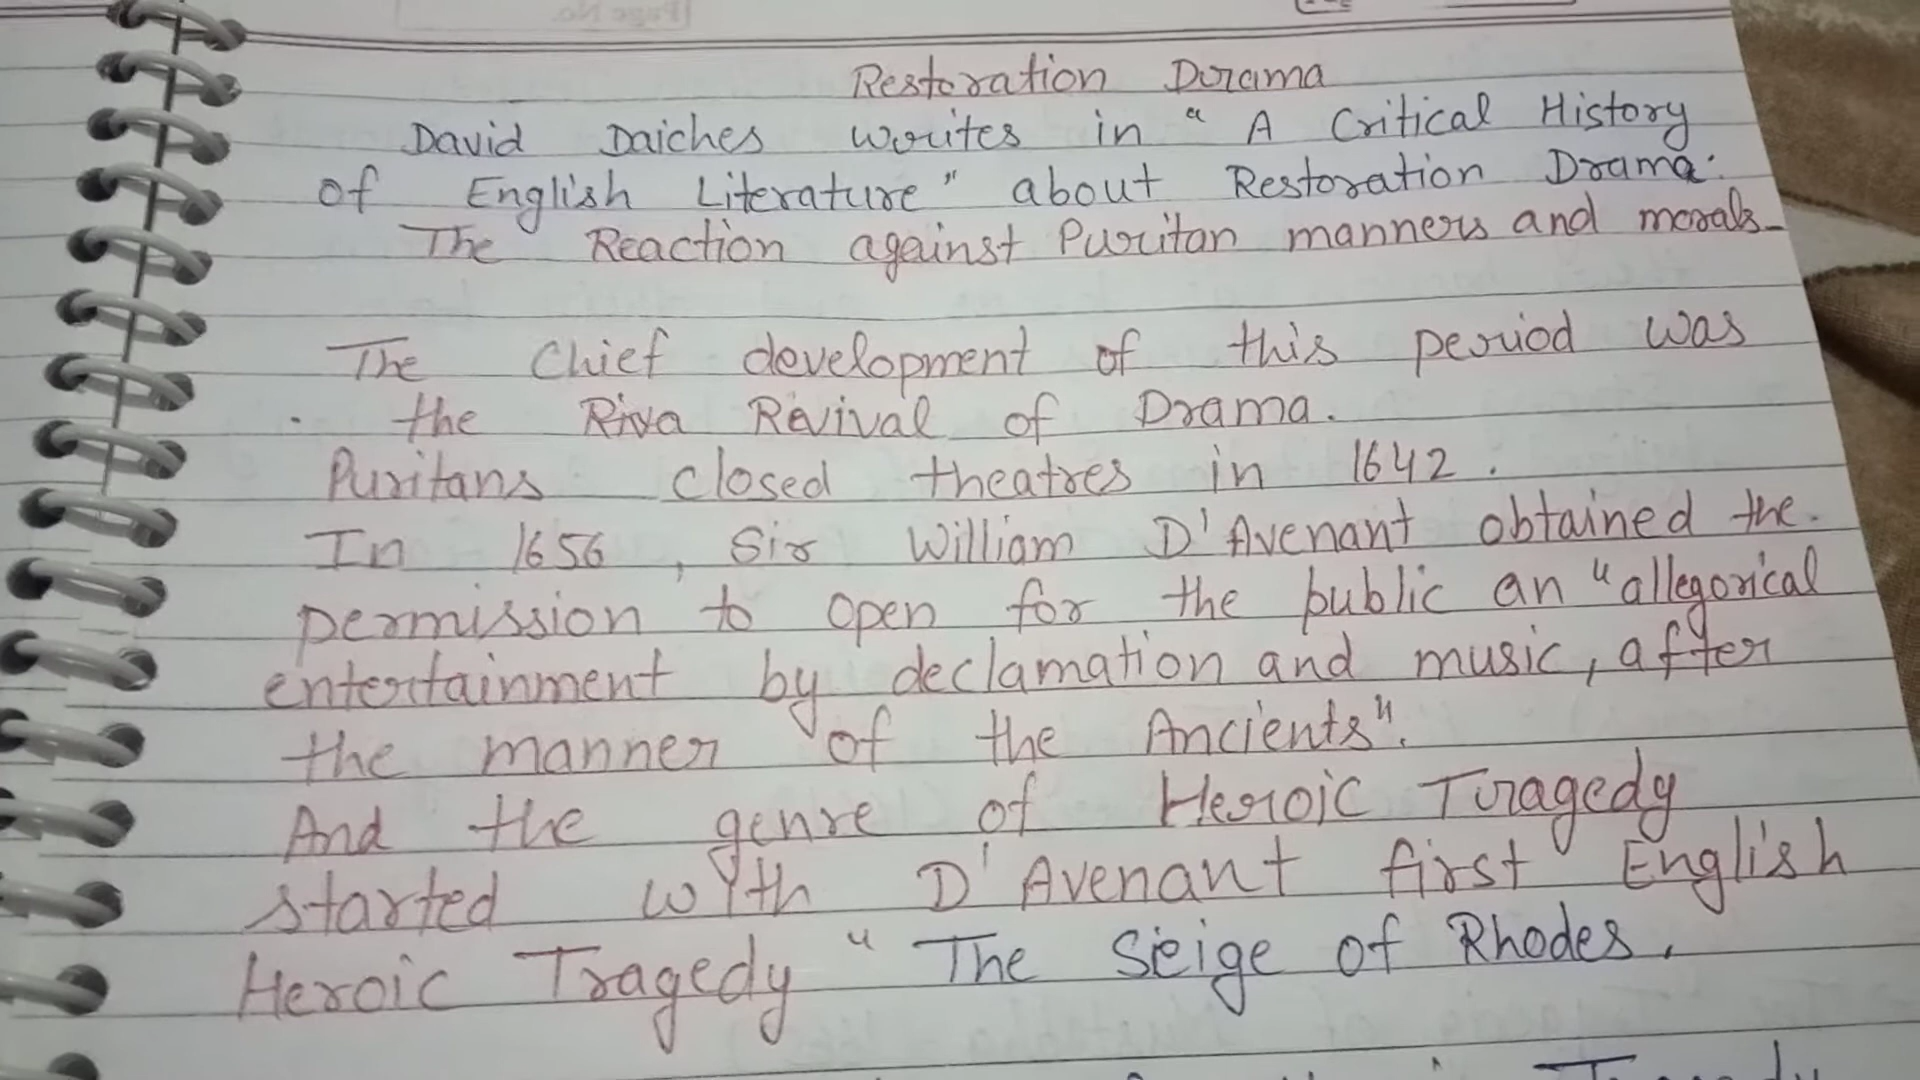 Restoration Drama
David Daiches writes in "A Critical History
of English Literature" about Restoration Drama:
The Reaction against Puritan manners and morals-
The Chief development of this period was
the Riva Revival of Drama.
Puritans closed theatres in 1642.
In 1656, Sir William D'Avenant obtained the
permission to open for the public an "allegorical
entertainment by declamation and music, after
the manner of the Ancients".
And the genre of Heroic Tragedy
started with D'Avenant first English
Heroic Tragedy "The Seige of Rhodes.